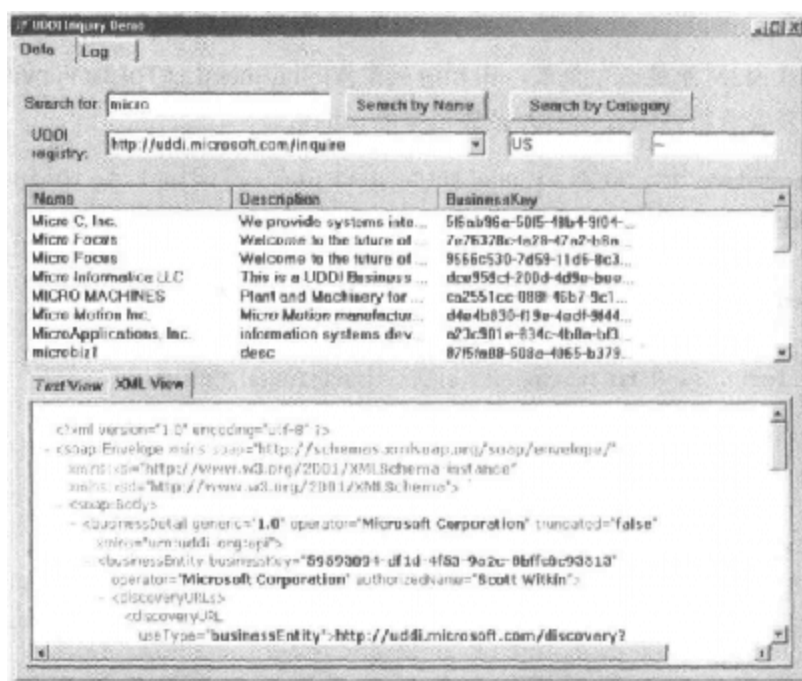 UDDI Inquiry Demo
Data Log
Search for: micro Search by Name Search by Category
UDDI registry: http://uddi.microsoft.com/inquire US --
Name Description BusinessKey
Micro C, Inc. We provide systems inte...
Micro Focus Welcome to the future of ...
Micro Focus Welcome to the future of ... 9566c530-7d59-11d6-8c3...
Micro Informatica LLC This is a UDDI Business ...
MICRO MACHINES Plant and Machinery for ...
Micro Motion Inc. Micro Motion manufactur...
MicroApplications, Inc. information systems dev...
microbiz1 desc
Text View XML View
<?xml version="1.0" encoding="utf-8" ?>
- <soap:Envelope xmlns:soap="http://schemas.xmlsoap.org/soap/envelope/"
xmlns:xsi="http://www.w3.org/2001/XMLSchema-instance"
xmlns:xsd="http://www.w3.org/2001/XMLSchema">
- <soap:Body>
- <businessDetail generic="1.0" operator="Microsoft Corporation" truncated="false"
xmlns="urn:uddi-org:api">
- <businessEntity businessKey=
operator="Microsoft Corporation" authorizedName="Scott Witkin">
- <discoveryURLs>
<discoveryURL
useType="businessEntity">http://uddi.microsoft.com/discovery?